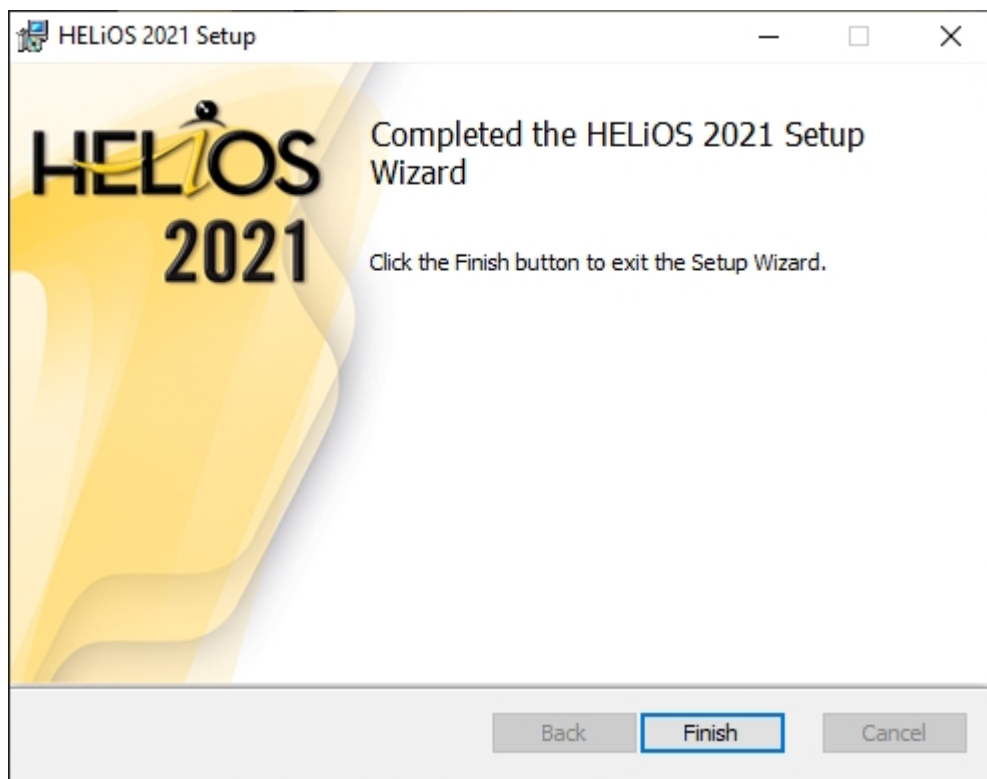 HELiOS 2021 Setup
HELiOS
2021
Completed the HELiOS 2021 Setup
Wizard
Click the Finish button to exit the Setup Wizard.
Back
Finish
Cancel